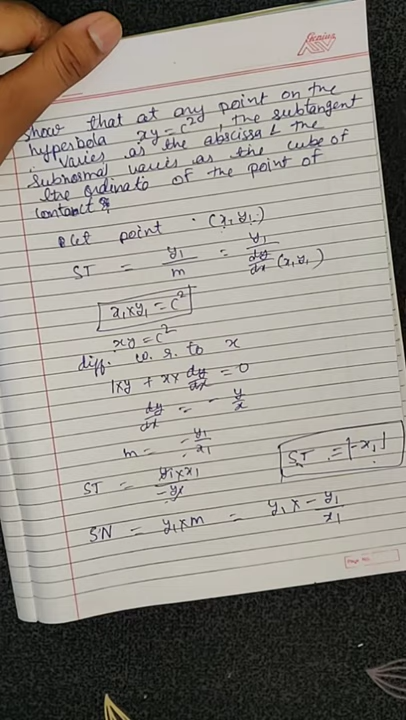 Show that at any point on the
hyperbola xy = c², the subtangent
varies as the abscissa & the
subnormal varies as the cube of
the ordinate of the point of
contact
Let point (x₁ y₁)
ST = y₁/m = y₁/(dy/dx)(x₁,y₁)
x₁xy₁ = c²
xy = c²
diff. w. r. to x
1xy + x x dy/dx = 0
dy/dx = -y/x
m = -y₁/x₁
ST = |-x₁|
ST = y₁ x x₁/-y₁
SN = y₁ x m = y₁ x -y₁/x₁